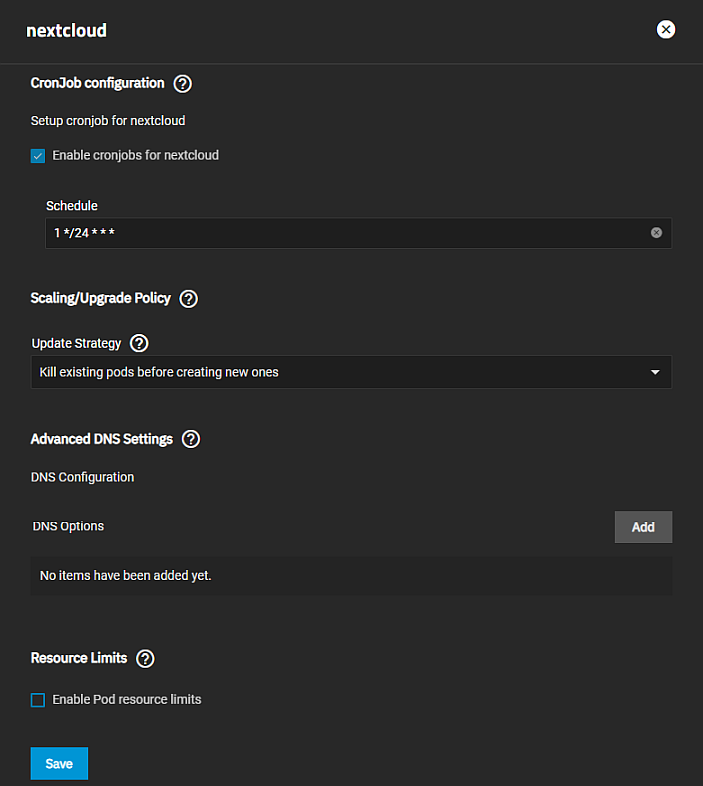 nextcloud
CronJob configuration
Setup cronjob for nextcloud
Enable cronjobs for nextcloud
Schedule
1 */24 * * *
Scaling/Upgrade Policy
Update Strategy
Kill existing pods before creating new ones
Advanced DNS Settings
DNS Configuration
DNS Options
Add
No items have been added yet.
Resource Limits
Enable Pod resource limits
Save